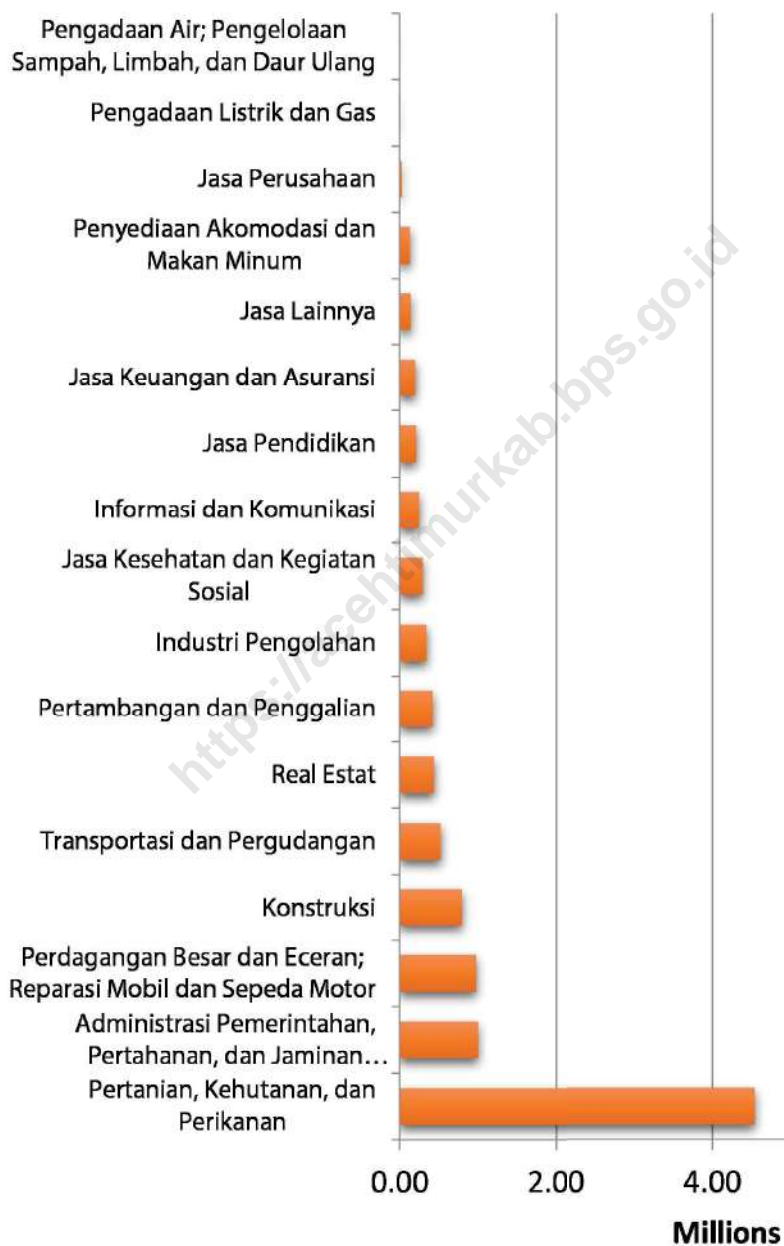 Pengadaan Air; Pengelolaan
Sampah, Limbah, dan Daur Ulang
Pengadaan Listrik dan Gas
Jasa Perusahaan
Penyediaan Akomodasi dan
Makan Minum
Jasa Lainnya
Jasa Keuangan dan Asuransi
Jasa Pendidikan
Informasi dan Komunikasi
Jasa Kesehatan dan Kegiatan
Sosial
Industri Pengolahan
Pertambangan dan Penggalian
Real Estat
Transportasi dan Pergudangan
Konstruksi
Perdagangan Besar dan Eceran;
Reparasi Mobil dan Sepeda Motor
Administrasi Pemerintahan,
Pertahanan, dan Jaminan…
Pertanian, Kehutanan, dan
Perikanan
0.00 2.00 4.00
Millions
https://acehtimurkab.bps.go.id